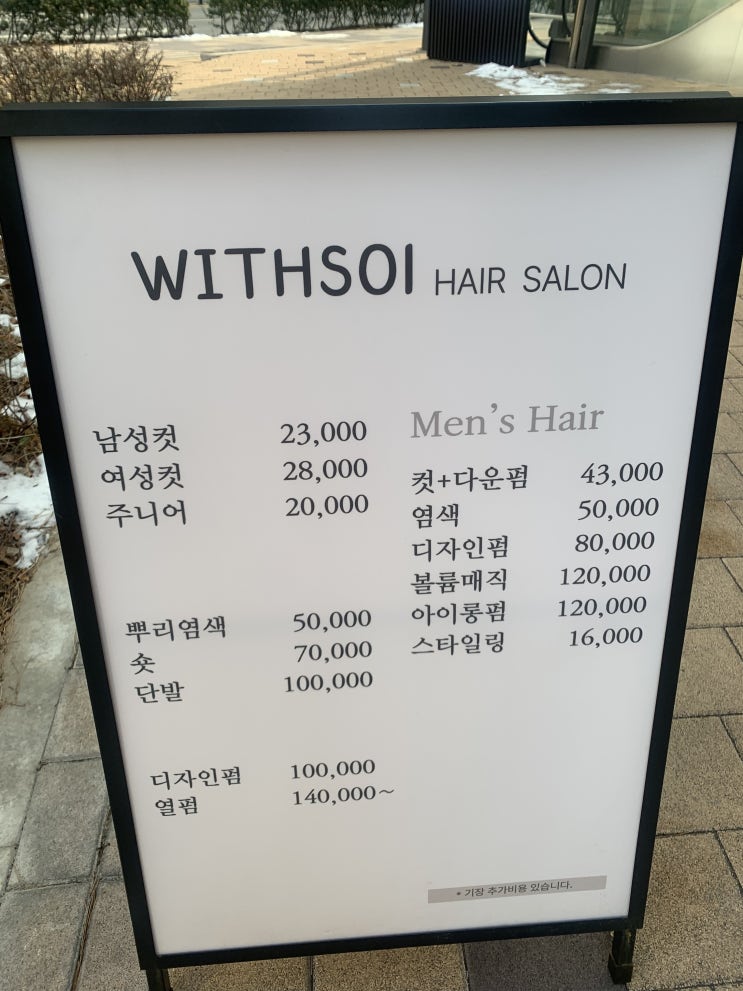 WITHSOI HAIR SALON
남성컷 23,000
여성컷 28,000
주니어 20,000
뿌리염색 50,000
숏 70,000
단발 100,000
디자인펌 100,000
열펌 140,000~
Men's Hair
컷+다운펌 43,000
염색 50,000
디자인펌 80,000
볼륨매직 120,000
아이롱펌 120,000
스타일링 16,000
* 기장 추가비용 있습니다.